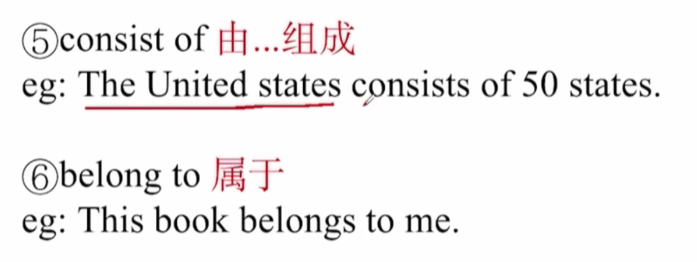 ⑤consist of 由...组成
eg: The United states consists of 50 states.
⑥belong to 属于
eg: This book belongs to me.